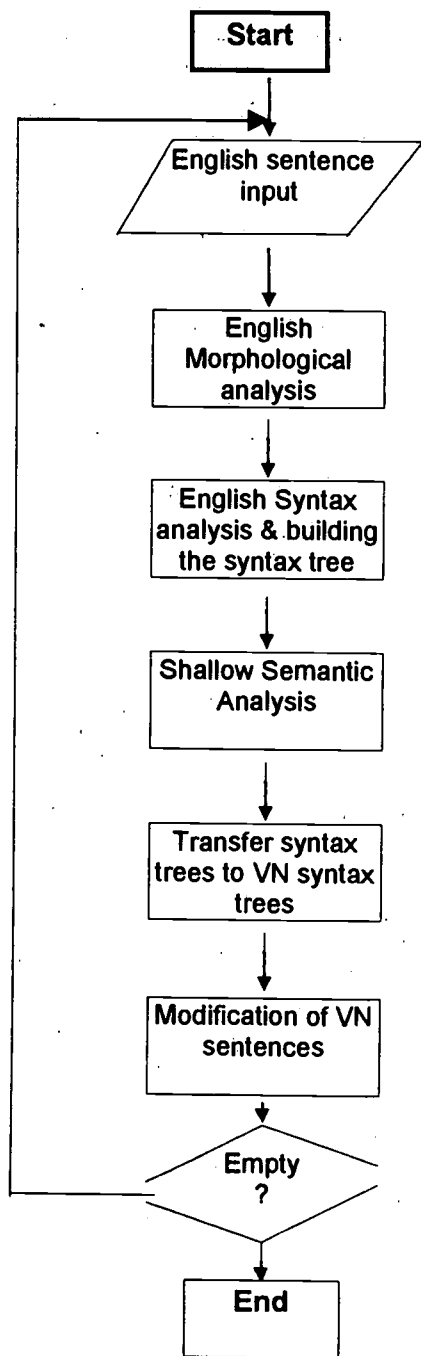 Start
English sentence
input
English
Morphological
analysis
English Syntax
analysis & building
the syntax tree
Shallow Semantic
Analysis
Transfer syntax
trees to VN syntax
trees
Modification of VN
sentences
Empty
?
End